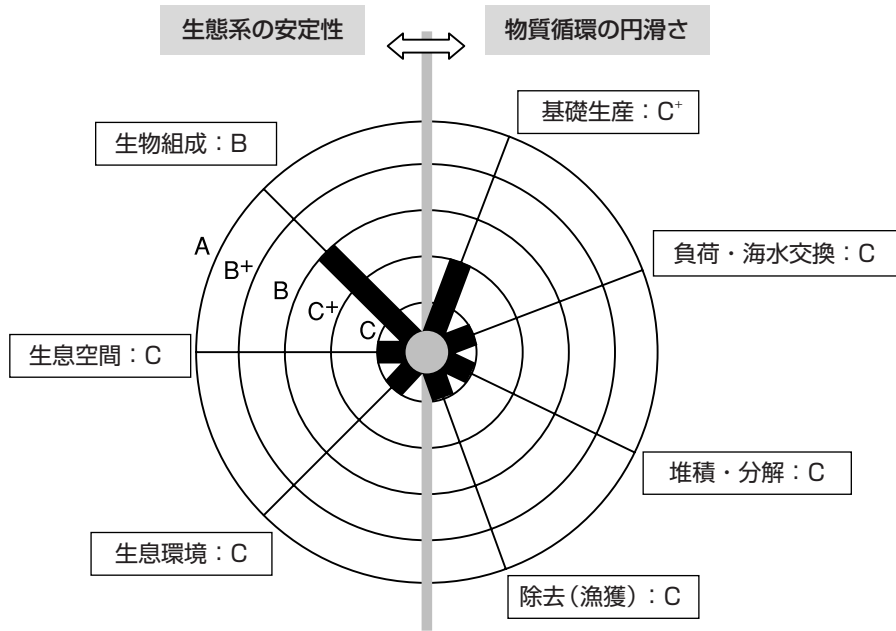 生態系の安定性
物質循環の円滑さ
基礎生産：C⁺
生物組成：B
負荷・海水交換：C
A
B⁺
B
C⁺
C
生息空間：C
堆積・分解：C
生息環境：C
除去（漁獲）：C